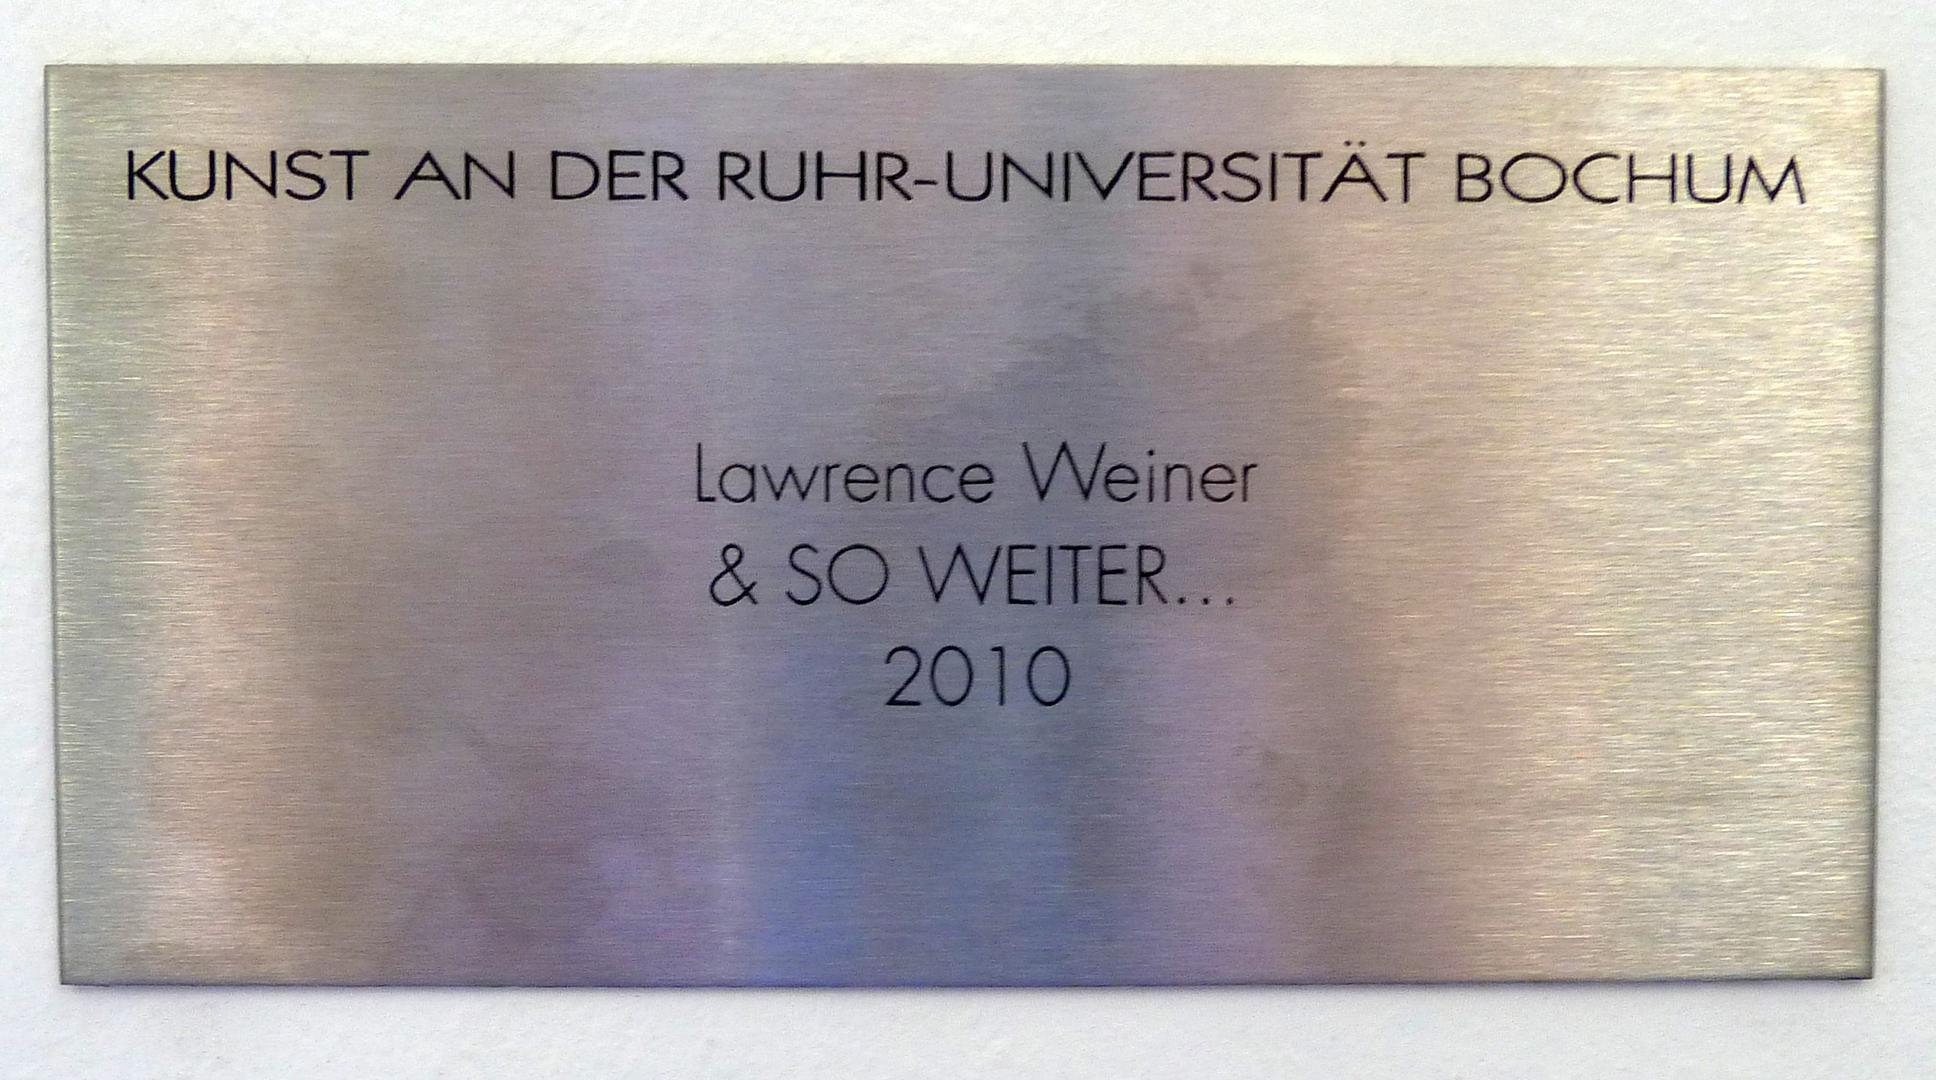 KUNST AN DER RUHR-UNIVERSITÄT BOCHUM
Lawrence Weiner
& SO WEITER...
2010